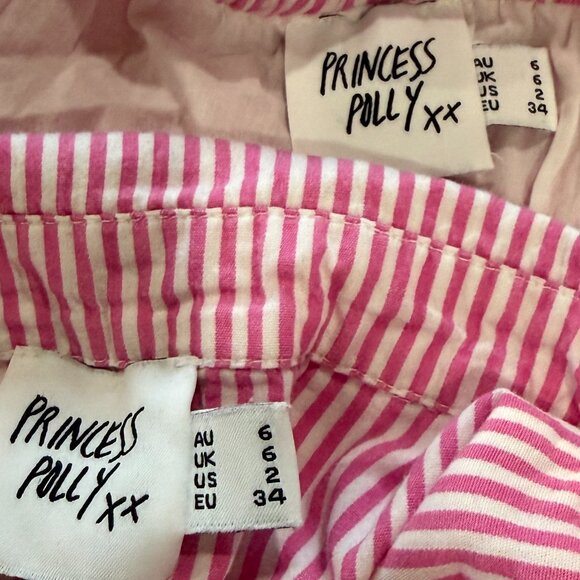 PRINCESS
POLLY xx
AU 6
UK 6
US 2
EU 34
PRINCESS
POLLY xx
AU 6
UK 6
US 2
EU 34